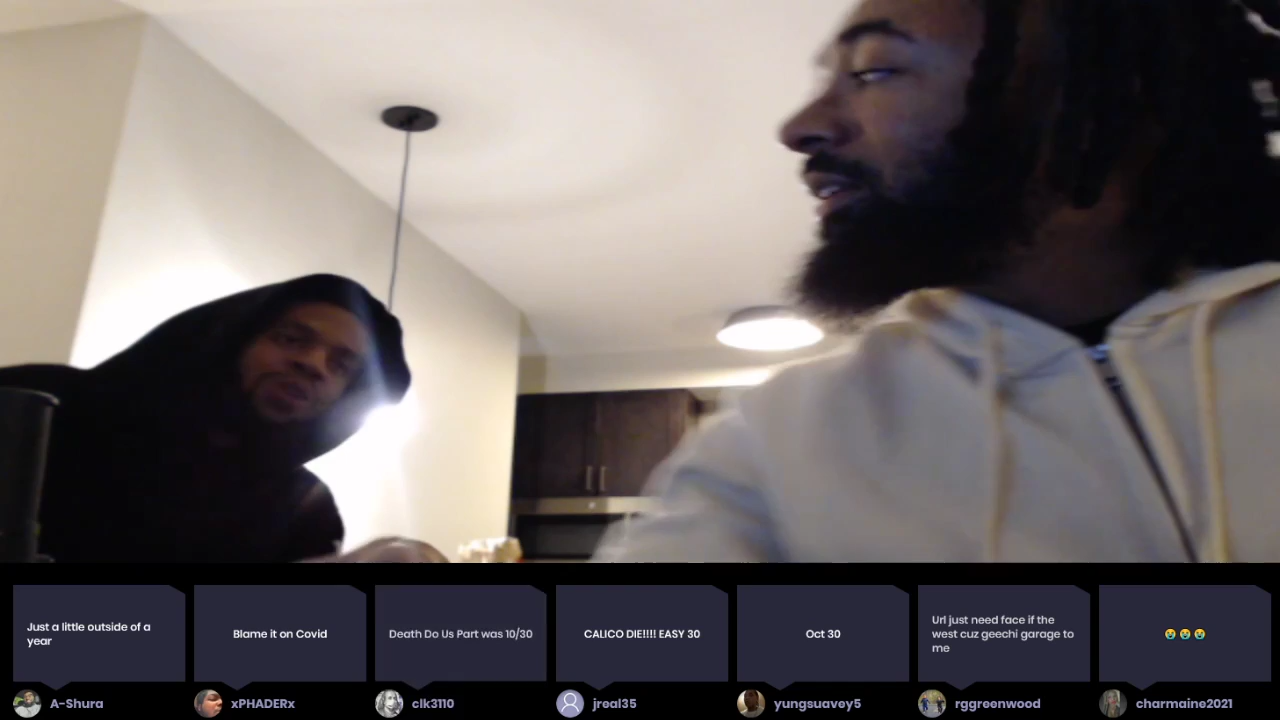 Just a little outside of a
year
Blame it on Covid
Death Do Us Part was 10/30
CALICO DIE!!!! EASY 30
Oct 30
Url just need face if the
west cuz geechi garage to
me
😭😭😭
A-Shura
xPHADERx
clk3110
jreal35
yungsuavey5
rggreenwood
charmaine2021